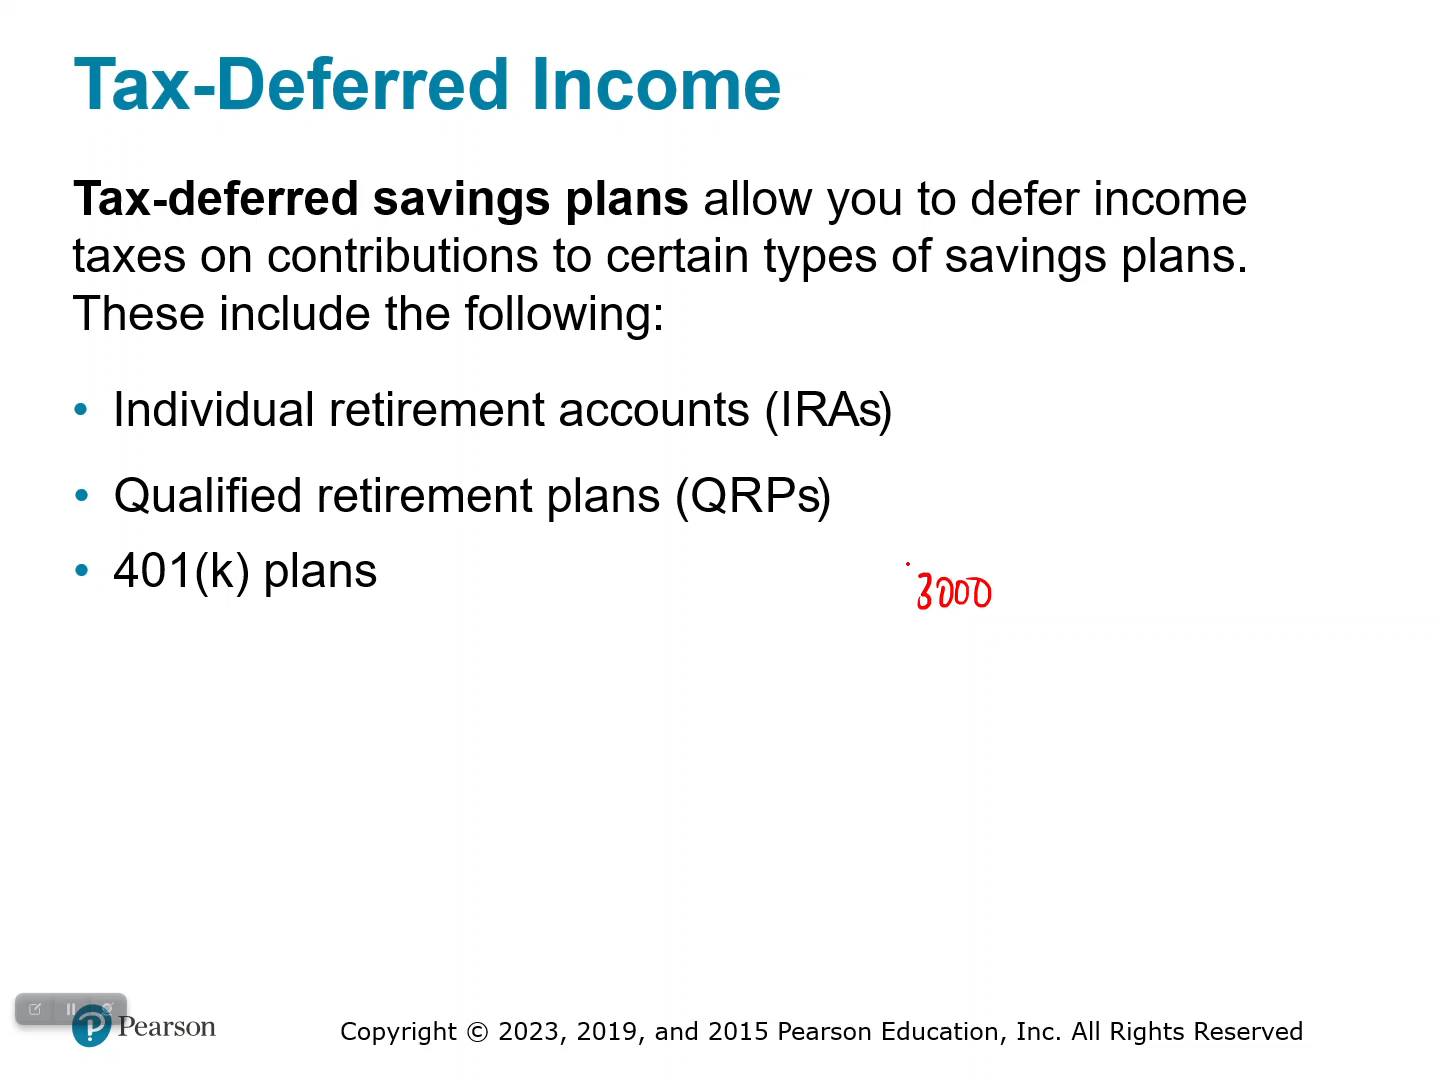 Tax-Deferred Income
Tax-deferred savings plans allow you to defer income
taxes on contributions to certain types of savings plans.
These include the following:
• Individual retirement accounts (IRAs)
• Qualified retirement plans (QRPs)
• 401(k) plans
3000
Pearson
Copyright © 2023, 2019, and 2015 Pearson Education, Inc. All Rights Reserved